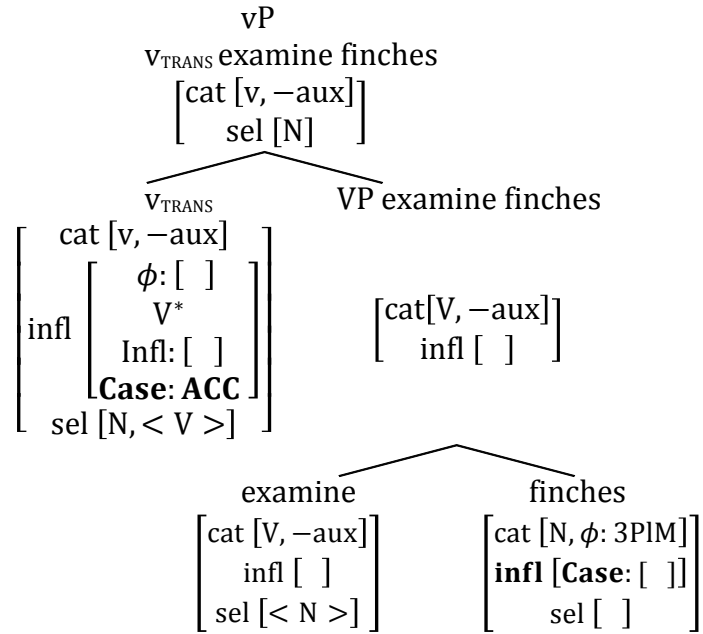 vP
vTRANS examine finches
[cat [v, −aux]
sel [N]]
vTRANS VP examine finches
[cat [v, −aux]
infl [ϕ: [ ]
V*
Infl: [ ]
Case: ACC]
sel [N, < V >]]
[cat[V, −aux]
infl [ ]]
examine finches
[cat [V, −aux]
infl [ ]
sel [< N >]]
[cat [N, ϕ: 3PlM]
infl [Case: [ ]]
sel [ ]]